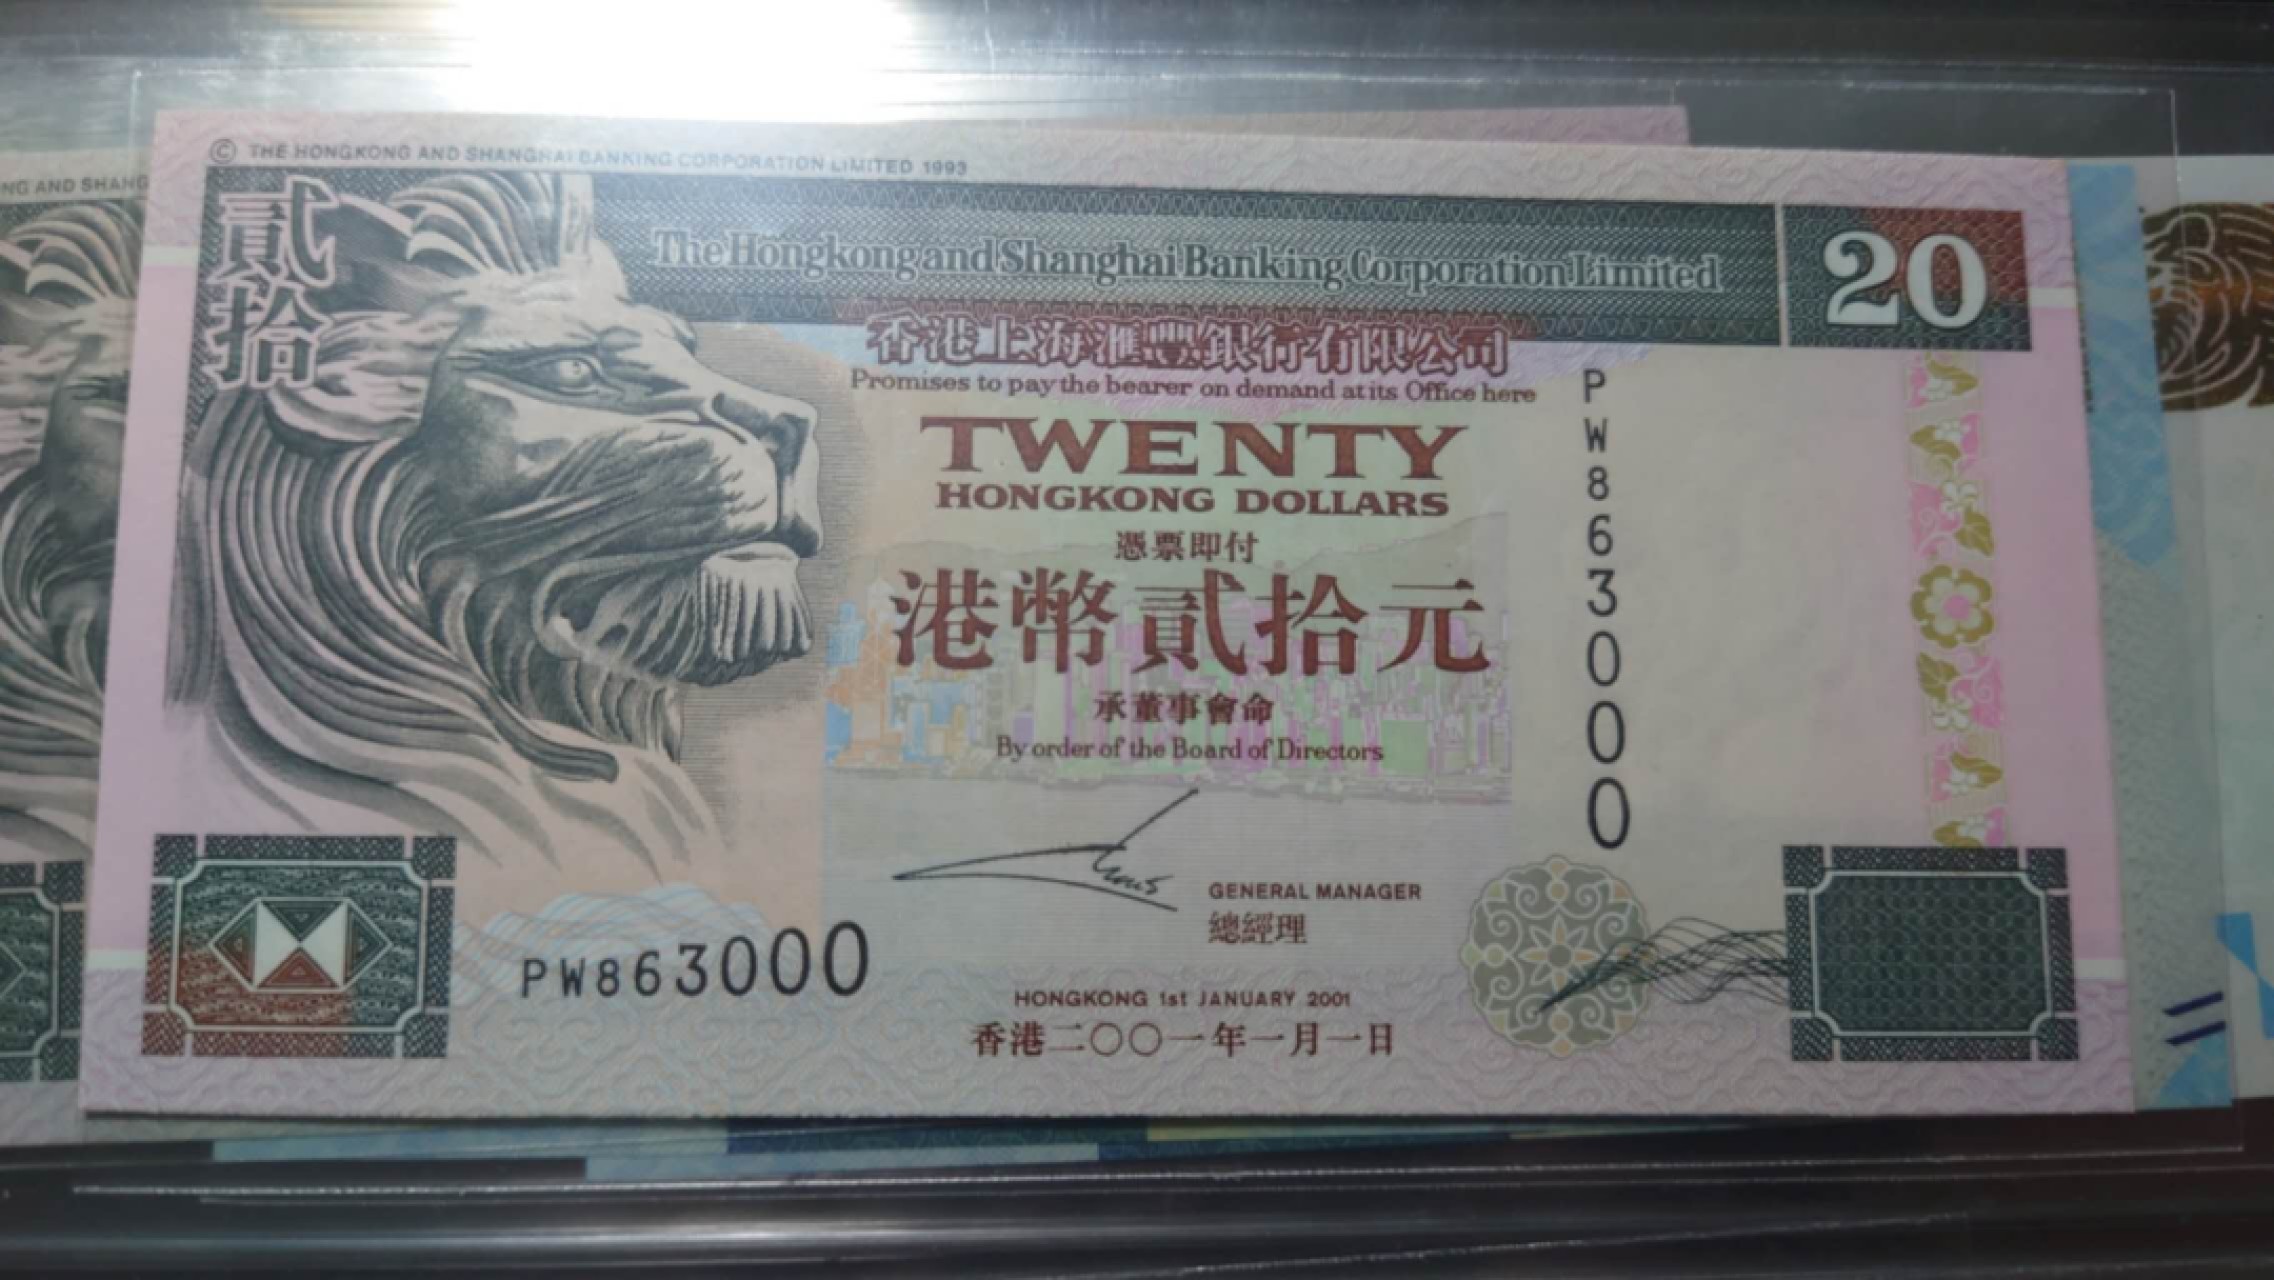 © THE HONGKONG AND SHANGHAI BANKING CORPORATION LIMITED 1993
NG AND SHANG
貳拾
The Hongkong and Shanghai Banking Corporation Limited
20
香港上海滙豐銀行有限公司
Promises to pay the bearer on demand at its Office here
TWENTY
HONGKONG DOLLARS
憑票即付
港幣貳拾元
承董事會命
By order of the Board of Directors
PW863000
GENERAL MANAGER
總經理
PW863000
HONGKONG 1st JANUARY 2001
香港二〇〇一年一月一日